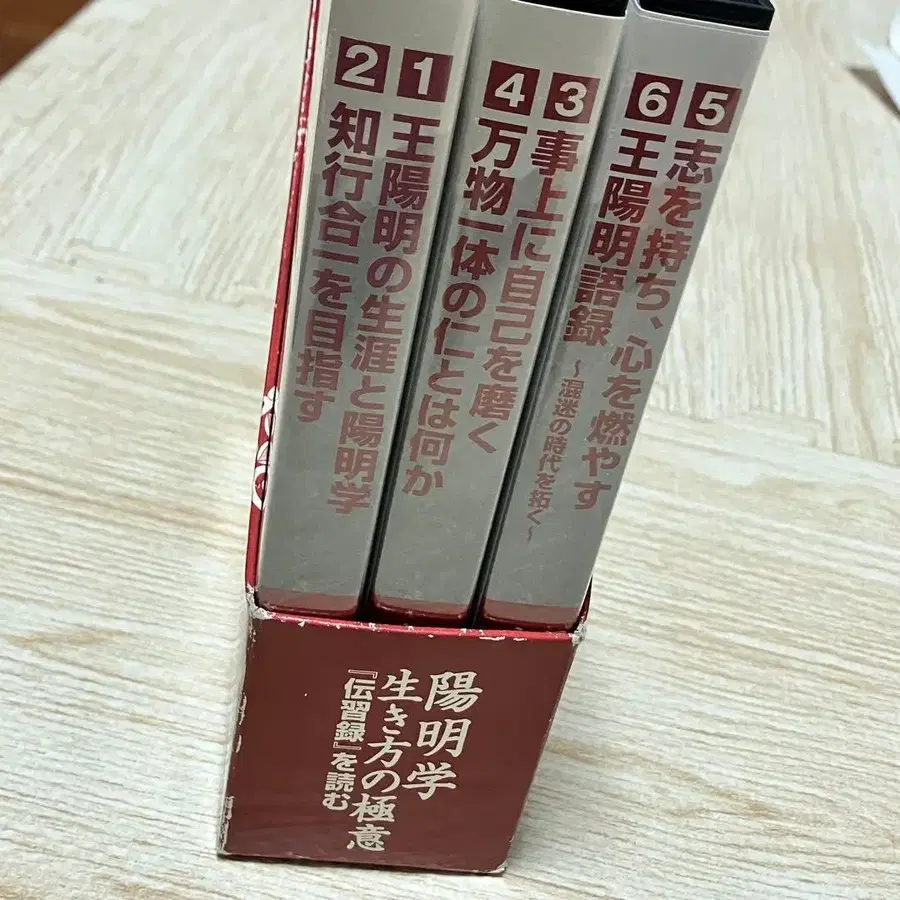 1 王陽明の生涯と陽明学
2 知行合一を目指す
3 事上に自己を磨く
4 万物一体の仁とは何か
5 志を持ち、心を燃やす
6 王陽明語録
～混迷の時代を拓く～
陽明学
生き方の極意
『伝習録』を読む